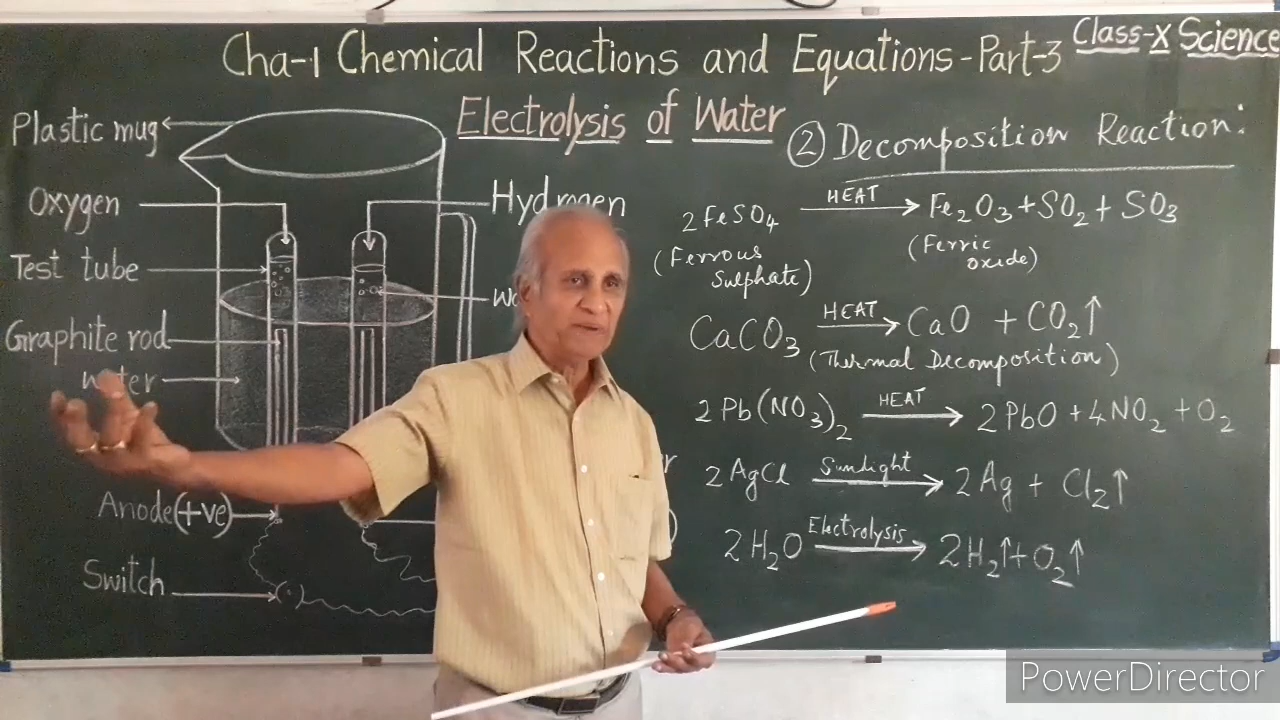 Cha-1 Chemical Reactions and Equations-Part-3
Class-X Science
Electrolysis of Water
Plastic mug
Oxygen
Test tube
Graphite rod
water
Anode(+ve)
Switch
Hydrogen
② Decomposition Reaction:
2FeSO₄ HEAT → Fe₂O₃+SO₂+SO₃
(Ferrous Sulphate) (Ferric oxide)
CaCO₃ HEAT → CaO + CO₂↑
(Thermal Decomposition)
2Pb(NO₃)₂ HEAT → 2PbO+4NO₂+O₂
2AgCl Sunlight → 2Ag + Cl₂↑
2H₂O Electrolysis → 2H₂↑+O₂↑
PowerDirector